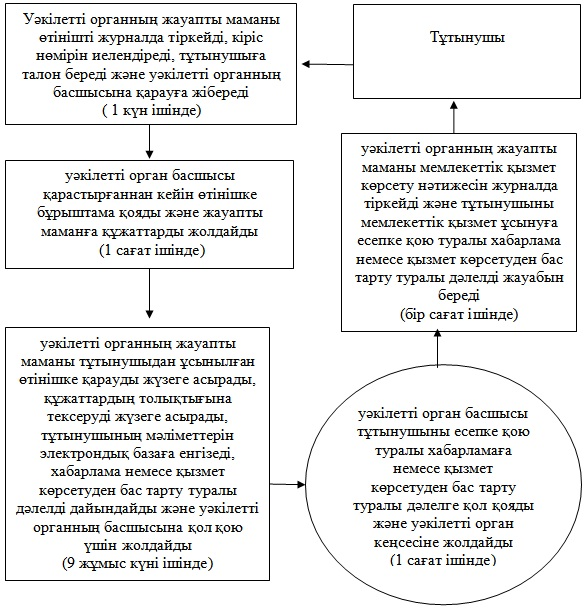 Уәкілетті органның жауапты маманы
өтінішті журналда тіркейді, кіріс
нөмірін иелендіреді, тұтынушыға
талон береді және уәкілетті органның
басшысына қарауға жібереді
( 1 күн ішінде)
Тұтынушы
уәкілетті орган басшысы
қарастырғаннан кейін өтінішке
бұрыштама қояды және жауапты
маманға құжаттарды жолдайды
(1 сағат ішінде)
уәкілетті органның жауапты
маманы мемлекеттік қызмет
көрсету нәтижесін журналда
тіркейді және тұтынушыны
мемлекеттік қызмет ұсынуға
есепке қою туралы хабарлама
немесе қызмет көрсетуден бас
тарту туралы дәлелді жауабын
береді
(бір сағат ішінде)
уәкілетті органның жауапты
маманы тұтынушыдан ұсынылған
өтінішке қарауды жүзеге асырады,
құжаттардың толықтығына
тексеруді жүзеге асырады,
тұтынушының мәліметтерін
электрондық базаға енгізеді,
хабарлама немесе қызмет
көрсетуден бас тарту туралы
дәлелді дайындайды және уәкілетті
органның басшысына қол қою
үшін жолдайды
(9 жұмыс күні ішінде)
уәкілетті орган басшысы
тұтынушыны есепке қою
туралы хабарламаға
немесе қызмет
көрсетуден бас тарту
туралы дәлелге қол қояды
және уәкілетті орган
кеңсесіне жолдайды
(1 сағат ішінде)